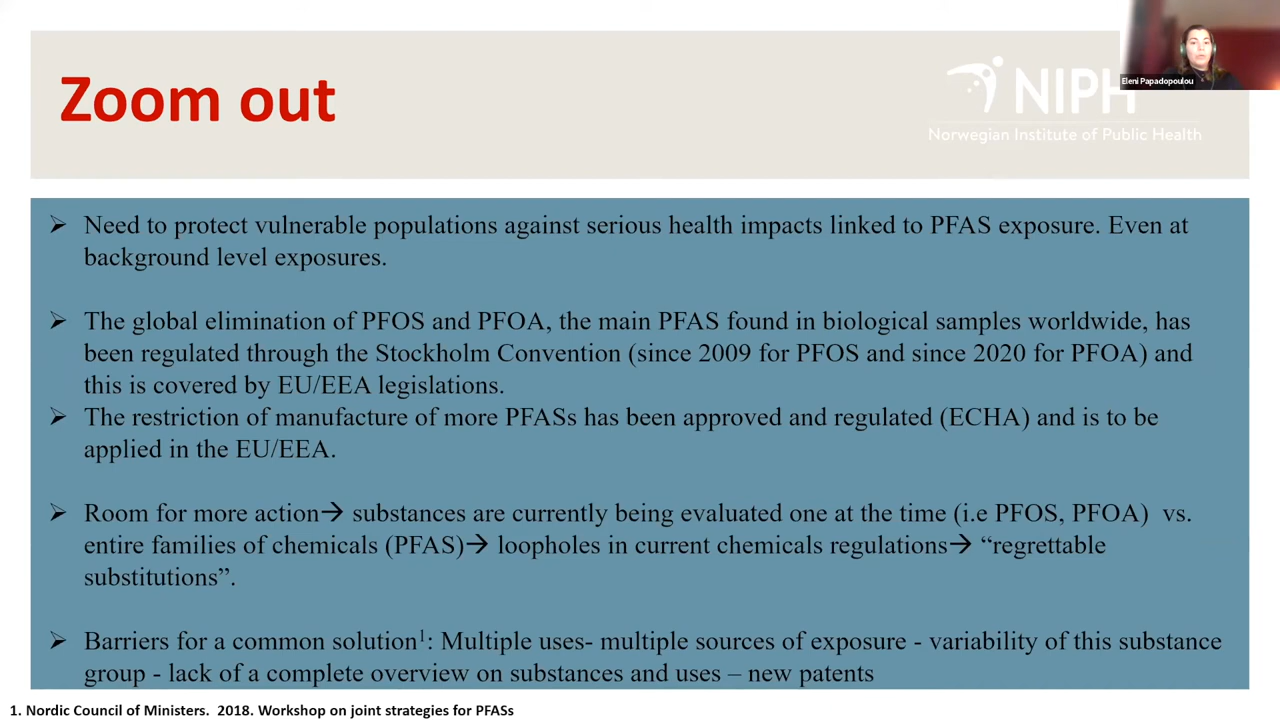 Zoom out
NIPH
Norwegian Institute of Public Health
Eleni Papadopoulou
➢ Need to protect vulnerable populations against serious health impacts linked to PFAS exposure. Even at
background level exposures.
➢ The global elimination of PFOS and PFOA, the main PFAS found in biological samples worldwide, has
been regulated through the Stockholm Convention (since 2009 for PFOS and since 2020 for PFOA) and
this is covered by EU/EEA legislations.
➢ The restriction of manufacture of more PFASs has been approved and regulated (ECHA) and is to be
applied in the EU/EEA.
➢ Room for more action→ substances are currently being evaluated one at the time (i.e PFOS, PFOA) vs.
entire families of chemicals (PFAS)→ loopholes in current chemicals regulations→ “regrettable
substitutions”.
➢ Barriers for a common solution¹: Multiple uses- multiple sources of exposure - variability of this substance
group - lack of a complete overview on substances and uses – new patents
1. Nordic Council of Ministers. 2018. Workshop on joint strategies for PFASs